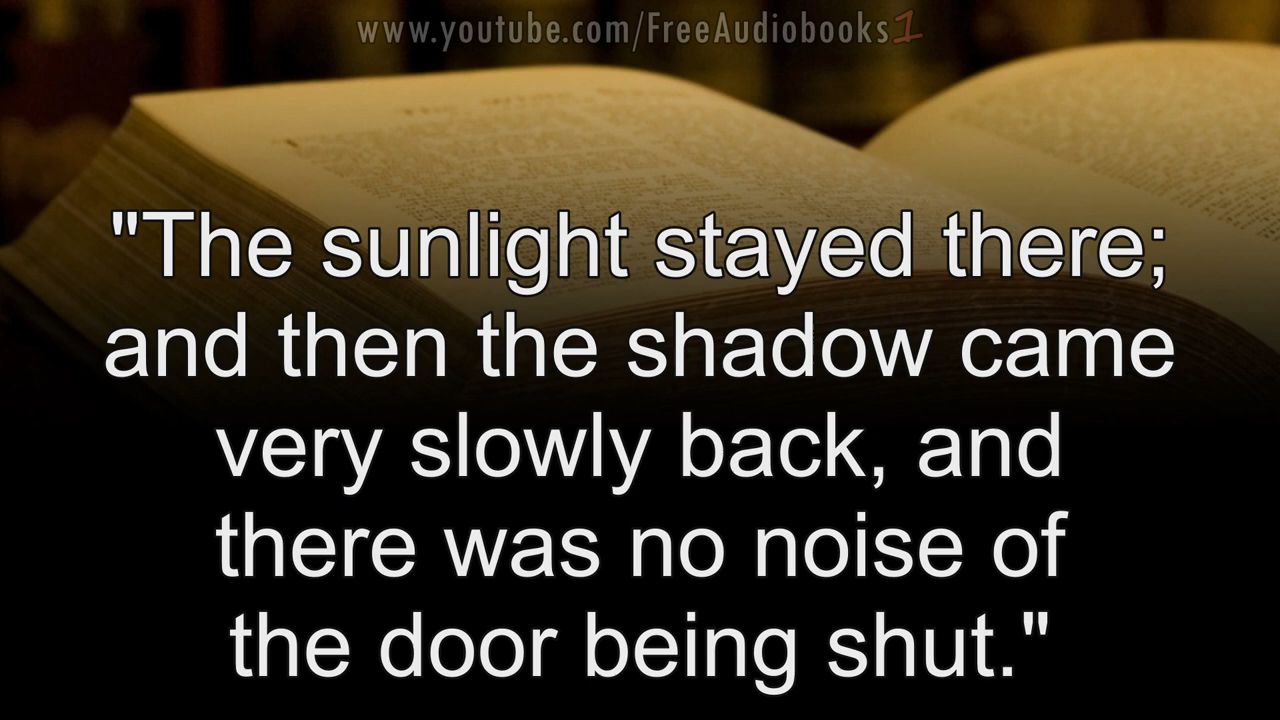 www.youtube.com/FreeAudiobooks1
"The sunlight stayed there;
and then the shadow came
very slowly back, and
there was no noise of
the door being shut."